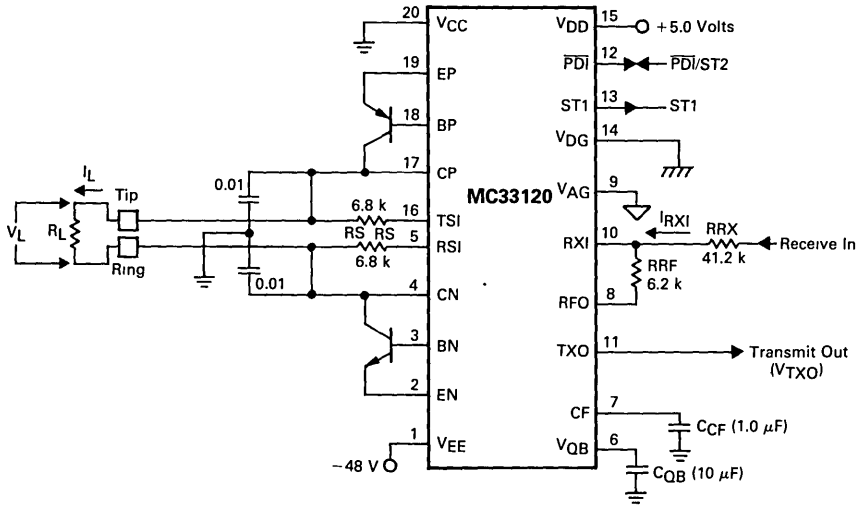 20
VCC
VDD
15
+5.0 Volts
19
EP
PDI
12
PDI/ST2
18
BP
ST1
13
ST1
VDG
14
17
CP
MC33120
VAG
9
IL
Tip
0.01
6.8 k
16
TSI
RS RS
5
RSI
6.8 k
VL
RL
Ring
IRXI
RRX
RXI
10
41.2 k
Receive In
RRF
6.2 k
0.01
4
CN
RFO
8
3
BN
TXO
11
Transmit Out
(VTXO)
2
EN
CF
7
CCF (1.0 μF)
1
VEE
−48 V
VQB
6
CQB (10 μF)